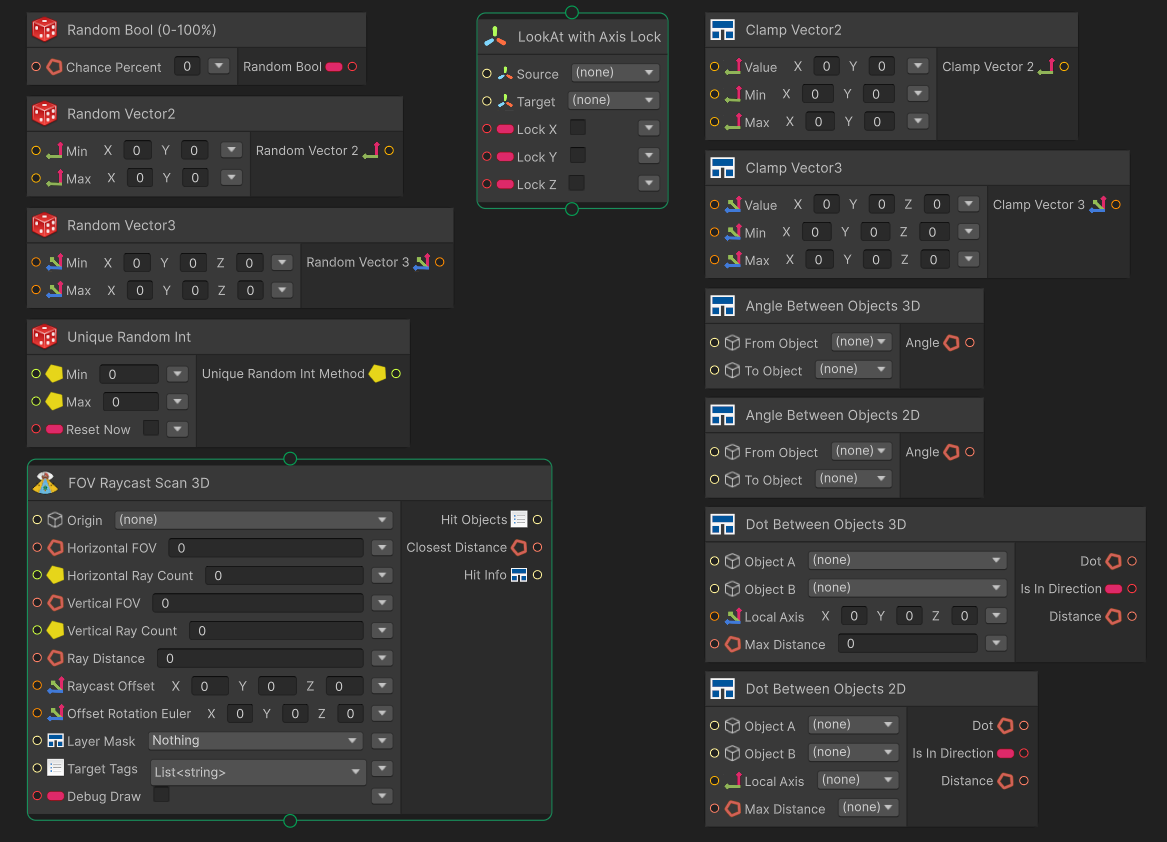 Random Bool (0-100%)
Chance Percent 0 Random Bool
Random Vector2
Min X 0 Y 0 Random Vector 2
Max X 0 Y 0
Random Vector3
Min X 0 Y 0 Z 0 Random Vector 3
Max X 0 Y 0 Z 0
Unique Random Int
Min 0 Unique Random Int Method
Max 0
Reset Now
FOV Raycast Scan 3D
Origin (none) Hit Objects
Horizontal FOV 0 Closest Distance
Horizontal Ray Count 0 Hit Info
Vertical FOV 0
Vertical Ray Count 0
Ray Distance 0
Raycast Offset X 0 Y 0 Z 0
Offset Rotation Euler X 0 Y 0 Z 0
Layer Mask Nothing
Target Tags List<string>
Debug Draw
LookAt with Axis Lock
Source (none)
Target (none)
Lock X
Lock Y
Lock Z
Clamp Vector2
Value X 0 Y 0 Clamp Vector 2
Min X 0 Y 0
Max X 0 Y 0
Clamp Vector3
Value X 0 Y 0 Z 0 Clamp Vector 3
Min X 0 Y 0 Z 0
Max X 0 Y 0 Z 0
Angle Between Objects 3D
From Object (none) Angle
To Object (none)
Angle Between Objects 2D
From Object (none) Angle
To Object (none)
Dot Between Objects 3D
Object A (none) Dot
Object B (none) Is In Direction
Local Axis X 0 Y 0 Z 0 Distance
Max Distance 0
Dot Between Objects 2D
Object A (none) Dot
Object B (none) Is In Direction
Local Axis (none) Distance
Max Distance (none)